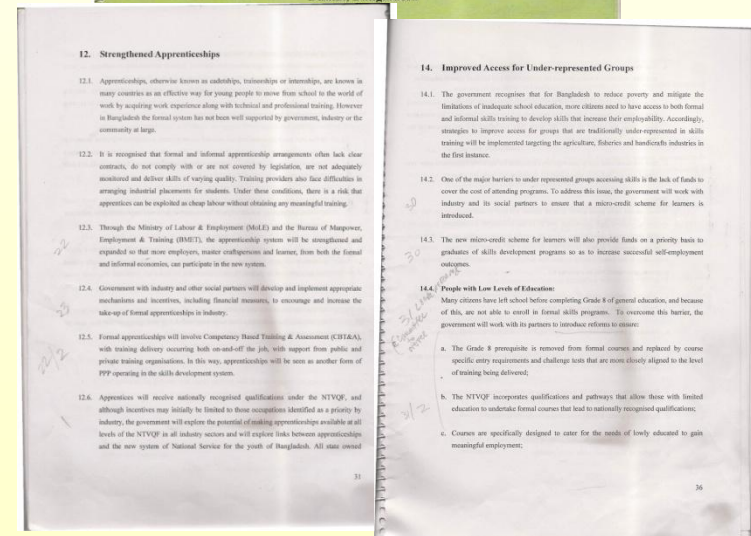 12. Strengthened Apprenticeships
12.1. Apprenticeships, otherwise known as cadetships, traineeships or internships, are known in
many countries as an effective way for young people to move from school to the world of
work by acquiring work experience along with technical and professional training. However
in Bangladesh the formal system has not been well supported by government, industry or the
community at large.
12.2. It is recognised that formal and informal apprenticeship arrangements often lack clear
contracts, do not comply with or are not covered by legislation, are not adequately
monitored and deliver skills of varying quality. Training providers also face difficulties in
arranging industrial placements for students. Under these conditions, there is a risk that
apprentices can be exploited as cheap labour without obtaining any meaningful training.
12.3. Through the Ministry of Labour & Employment (MoLE) and the Bureau of Manpower,
Employment & Training (BMET), the apprenticeship system will be strengthened and
expanded so that more employers, master craftspersons and learner, from both the formal
and informal economies, can participate in the new system.
12.4. Government with industry and other social partners will develop and implement appropriate
mechanisms and incentives, including financial measures, to encourage and increase the
take-up of formal apprenticeships in industry.
12.5. Formal apprenticeships will involve Competency Based Training & Assessment (CBT&A),
with training delivery occurring both on-and-off the job, with support from public and
private training organisations. In this way, apprenticeships will be seen as another form of
PPP operating in the skills development system.
12.6. Apprentices will receive nationally recognised qualifications under the NTVQF, and
although incentives may initially be limited to those occupations identified as a priority by
industry, the government will explore the potential of making apprenticeships available at all
levels of the NTVQF in all industry sectors and will explore links between apprenticeships
and the new system of National Service for the youth of Bangladesh. All state owned
31
22
23
22/2
14. Improved Access for Under-represented Groups
14.1. The government recognises that for Bangladesh to reduce poverty and mitigate the
limitations of inadequate school education, more citizens need to have access to both formal
and informal skills training to develop skills that increase their employability. Accordingly,
strategies to improve access for groups that are traditionally under-represented in skills
training will be implemented targeting the agriculture, fisheries and handicrafts industries in
the first instance.
14.2. One of the major barriers to under represented groups accessing skills is the lack of funds to
cover the cost of attending programs. To address this issue, the government will work with
industry and its social partners to ensure that a micro-credit scheme for learners is
introduced.
14.3. The new micro-credit scheme for learners will also provide funds on a priority basis to
graduates of skills development programs so as to increase successful self-employment
outcomes.
14.4. People with Low Levels of Education:
Many citizens have left school before completing Grade 8 of general education, and because
of this, are not able to enroll in formal skills programs. To overcome this barrier, the
government will work with its partners to introduce reforms to ensure:
a. The Grade 8 prerequisite is removed from formal courses and replaced by course
specific entry requirements and challenge tests that are more closely aligned to the level
of training being delivered;
b. The NTVQF incorporates qualifications and pathways that allow those with limited
education to undertake formal courses that lead to nationally recognised qualifications;
c. Courses are specifically designed to cater for the needs of lowly educated to gain
meaningful employment;
36
30
30
31/2